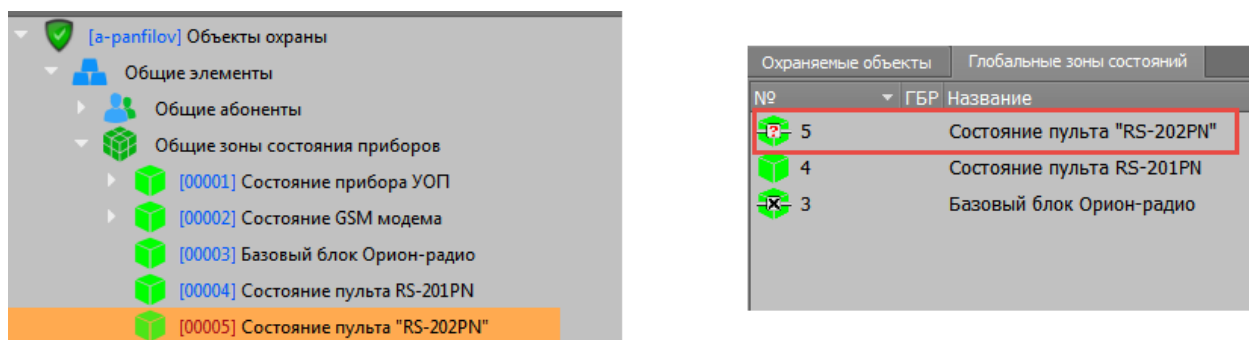 [a-panfilov] Объекты охраны
Общие элементы
Общие абоненты
Общие зоны состояния приборов
[00001] Состояние прибора УОП
[00002] Состояние GSM модема
[00003] Базовый блок Орион-радио
[00004] Состояние пульта RS-201PN
[00005] Состояние пульта "RS-202PN"
Охраняемые объекты Глобальные зоны состояний
№ ГБР Название
5 Состояние пульта "RS-202PN"
4 Состояние пульта RS-201PN
3 Базовый блок Орион-радио